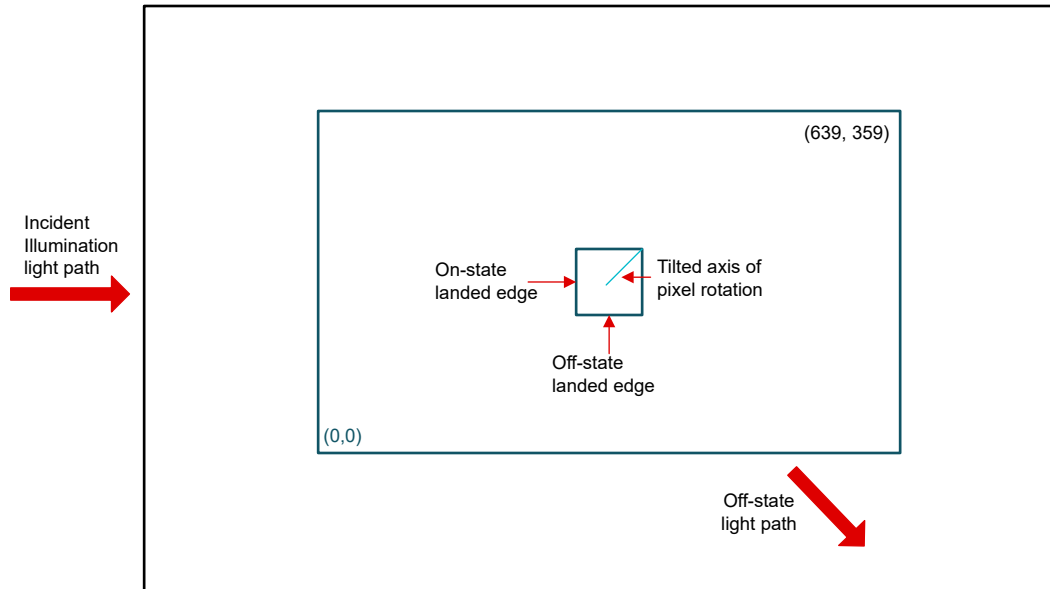 (639, 359)
Incident
Illumination
light path
On-state
landed edge
Tilted axis of
pixel rotation
Off-state
landed edge
(0,0)
Off-state
light path